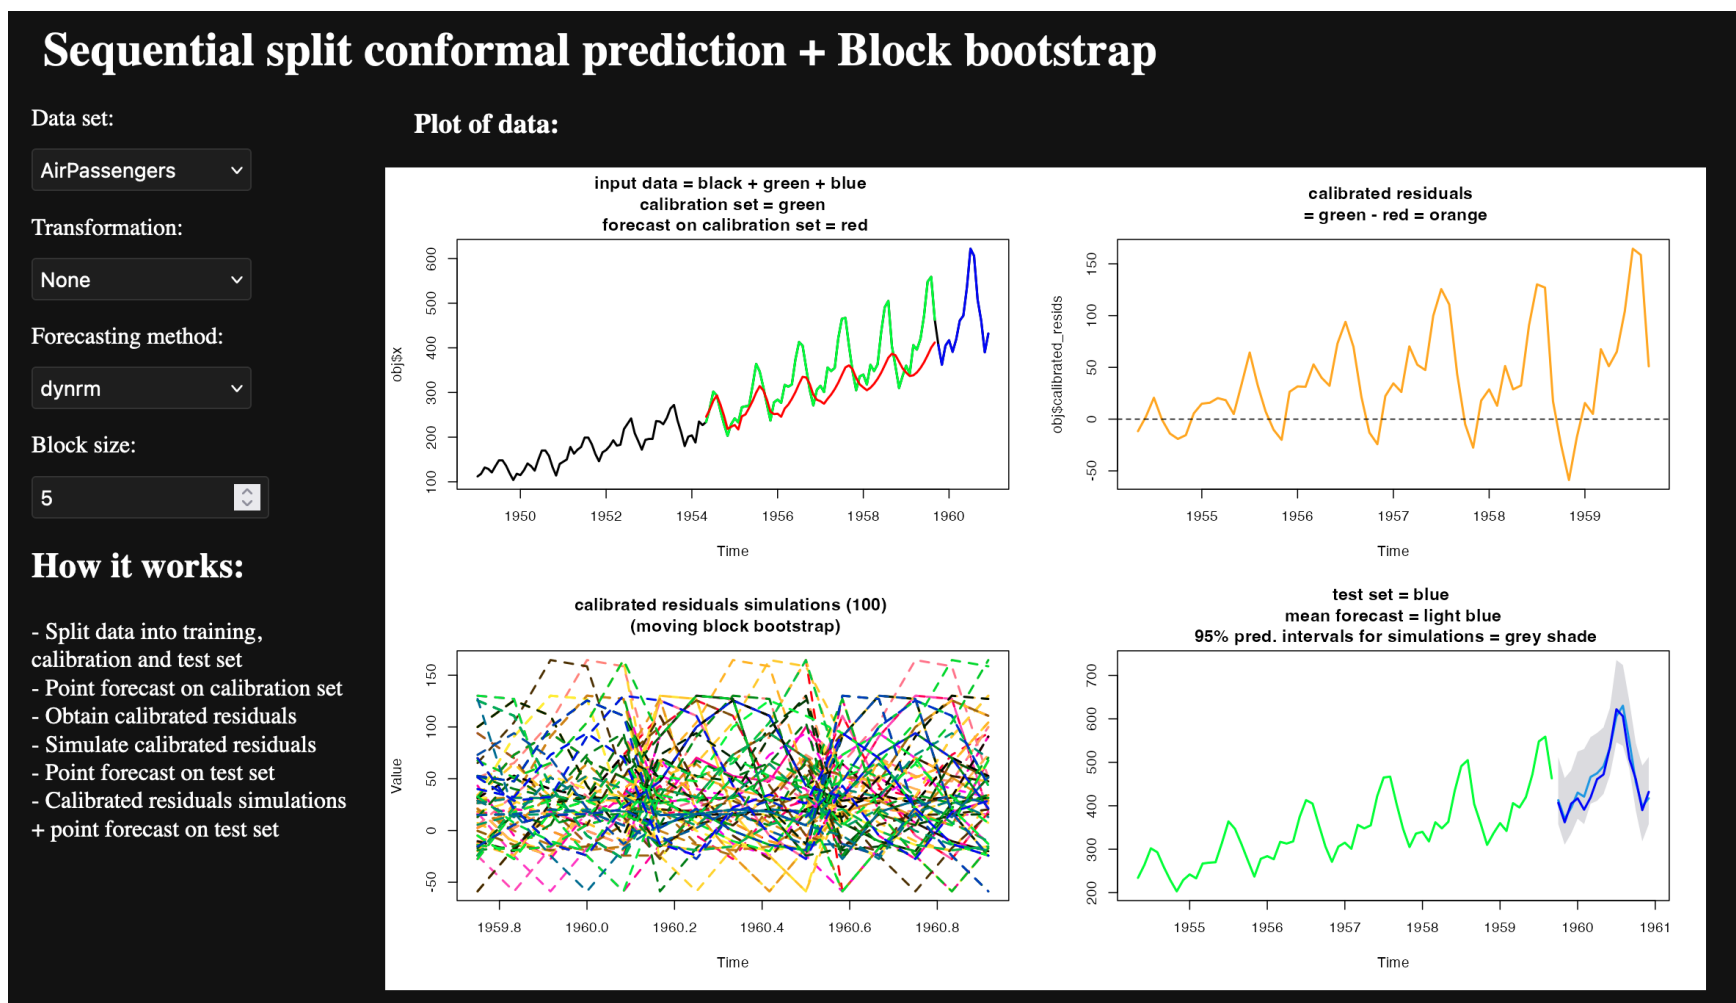 Sequential split conformal prediction + Block bootstrap
Data set:
AirPassengers
Transformation:
None
Forecasting method:
dynrm
Block size:
5
How it works:
- Split data into training,
calibration and test set
- Point forecast on calibration set
- Obtain calibrated residuals
- Simulate calibrated residuals
- Point forecast on test set
- Calibrated residuals simulations
+ point forecast on test set
Plot of data:
input data = black + green + blue
calibration set = green
forecast on calibration set = red
obj$x
600
500
400
300
200
100
1950 1952 1954 1956 1958 1960
Time
calibrated residuals
= green - red = orange
obj$calibrated_resids
150
100
50
0
-50
1955 1956 1957 1958 1959
Time
calibrated residuals simulations (100)
(moving block bootstrap)
Value
150
100
50
0
-50
1959.8 1960.0 1960.2 1960.4 1960.6 1960.8
Time
test set = blue
mean forecast = light blue
95% pred. intervals for simulations = grey shade
700
600
500
400
300
200
1955 1956 1957 1958 1959 1960 1961
Time